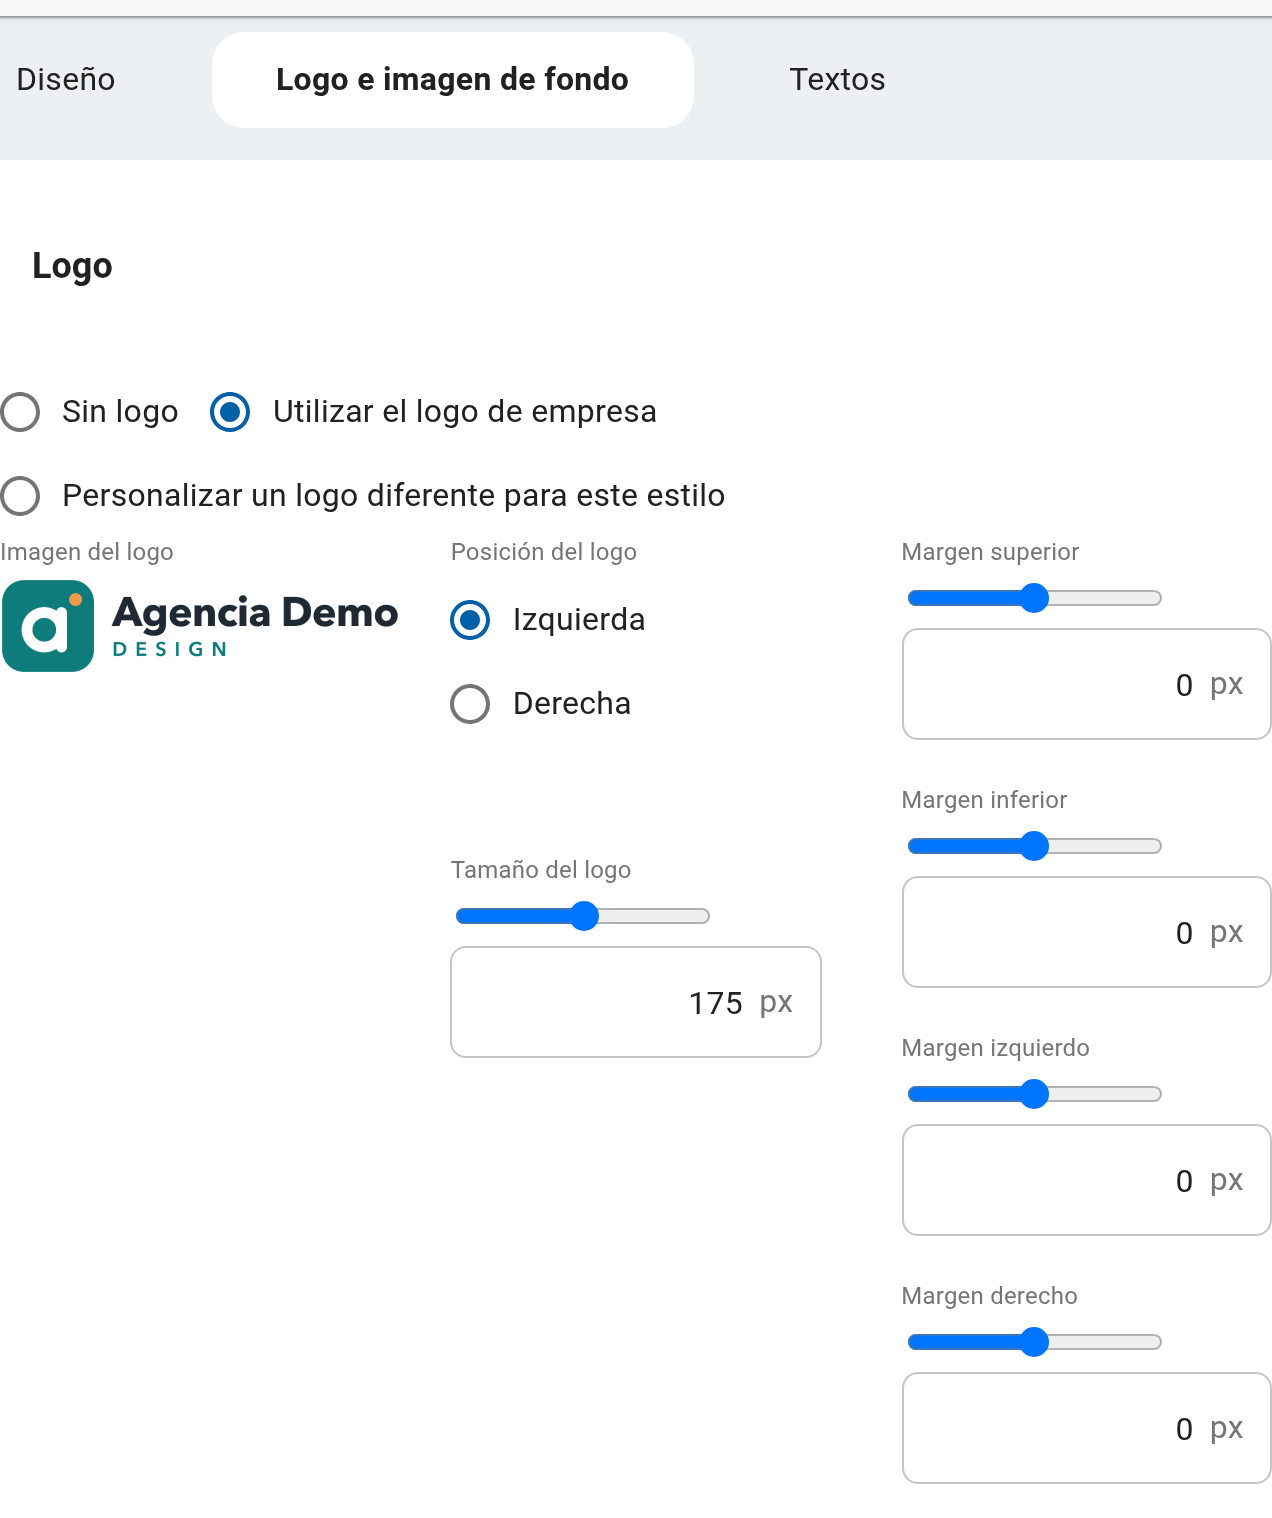 Diseño
Logo e imagen de fondo
Textos
Logo
Sin logo
Utilizar el logo de empresa
Personalizar un logo diferente para este estilo
Imagen del logo
Agencia Demo
DESIGN
Posición del logo
Izquierda
Derecha
Tamaño del logo
175 px
Margen superior
0 px
Margen inferior
0 px
Margen izquierdo
0 px
Margen derecho
0 px